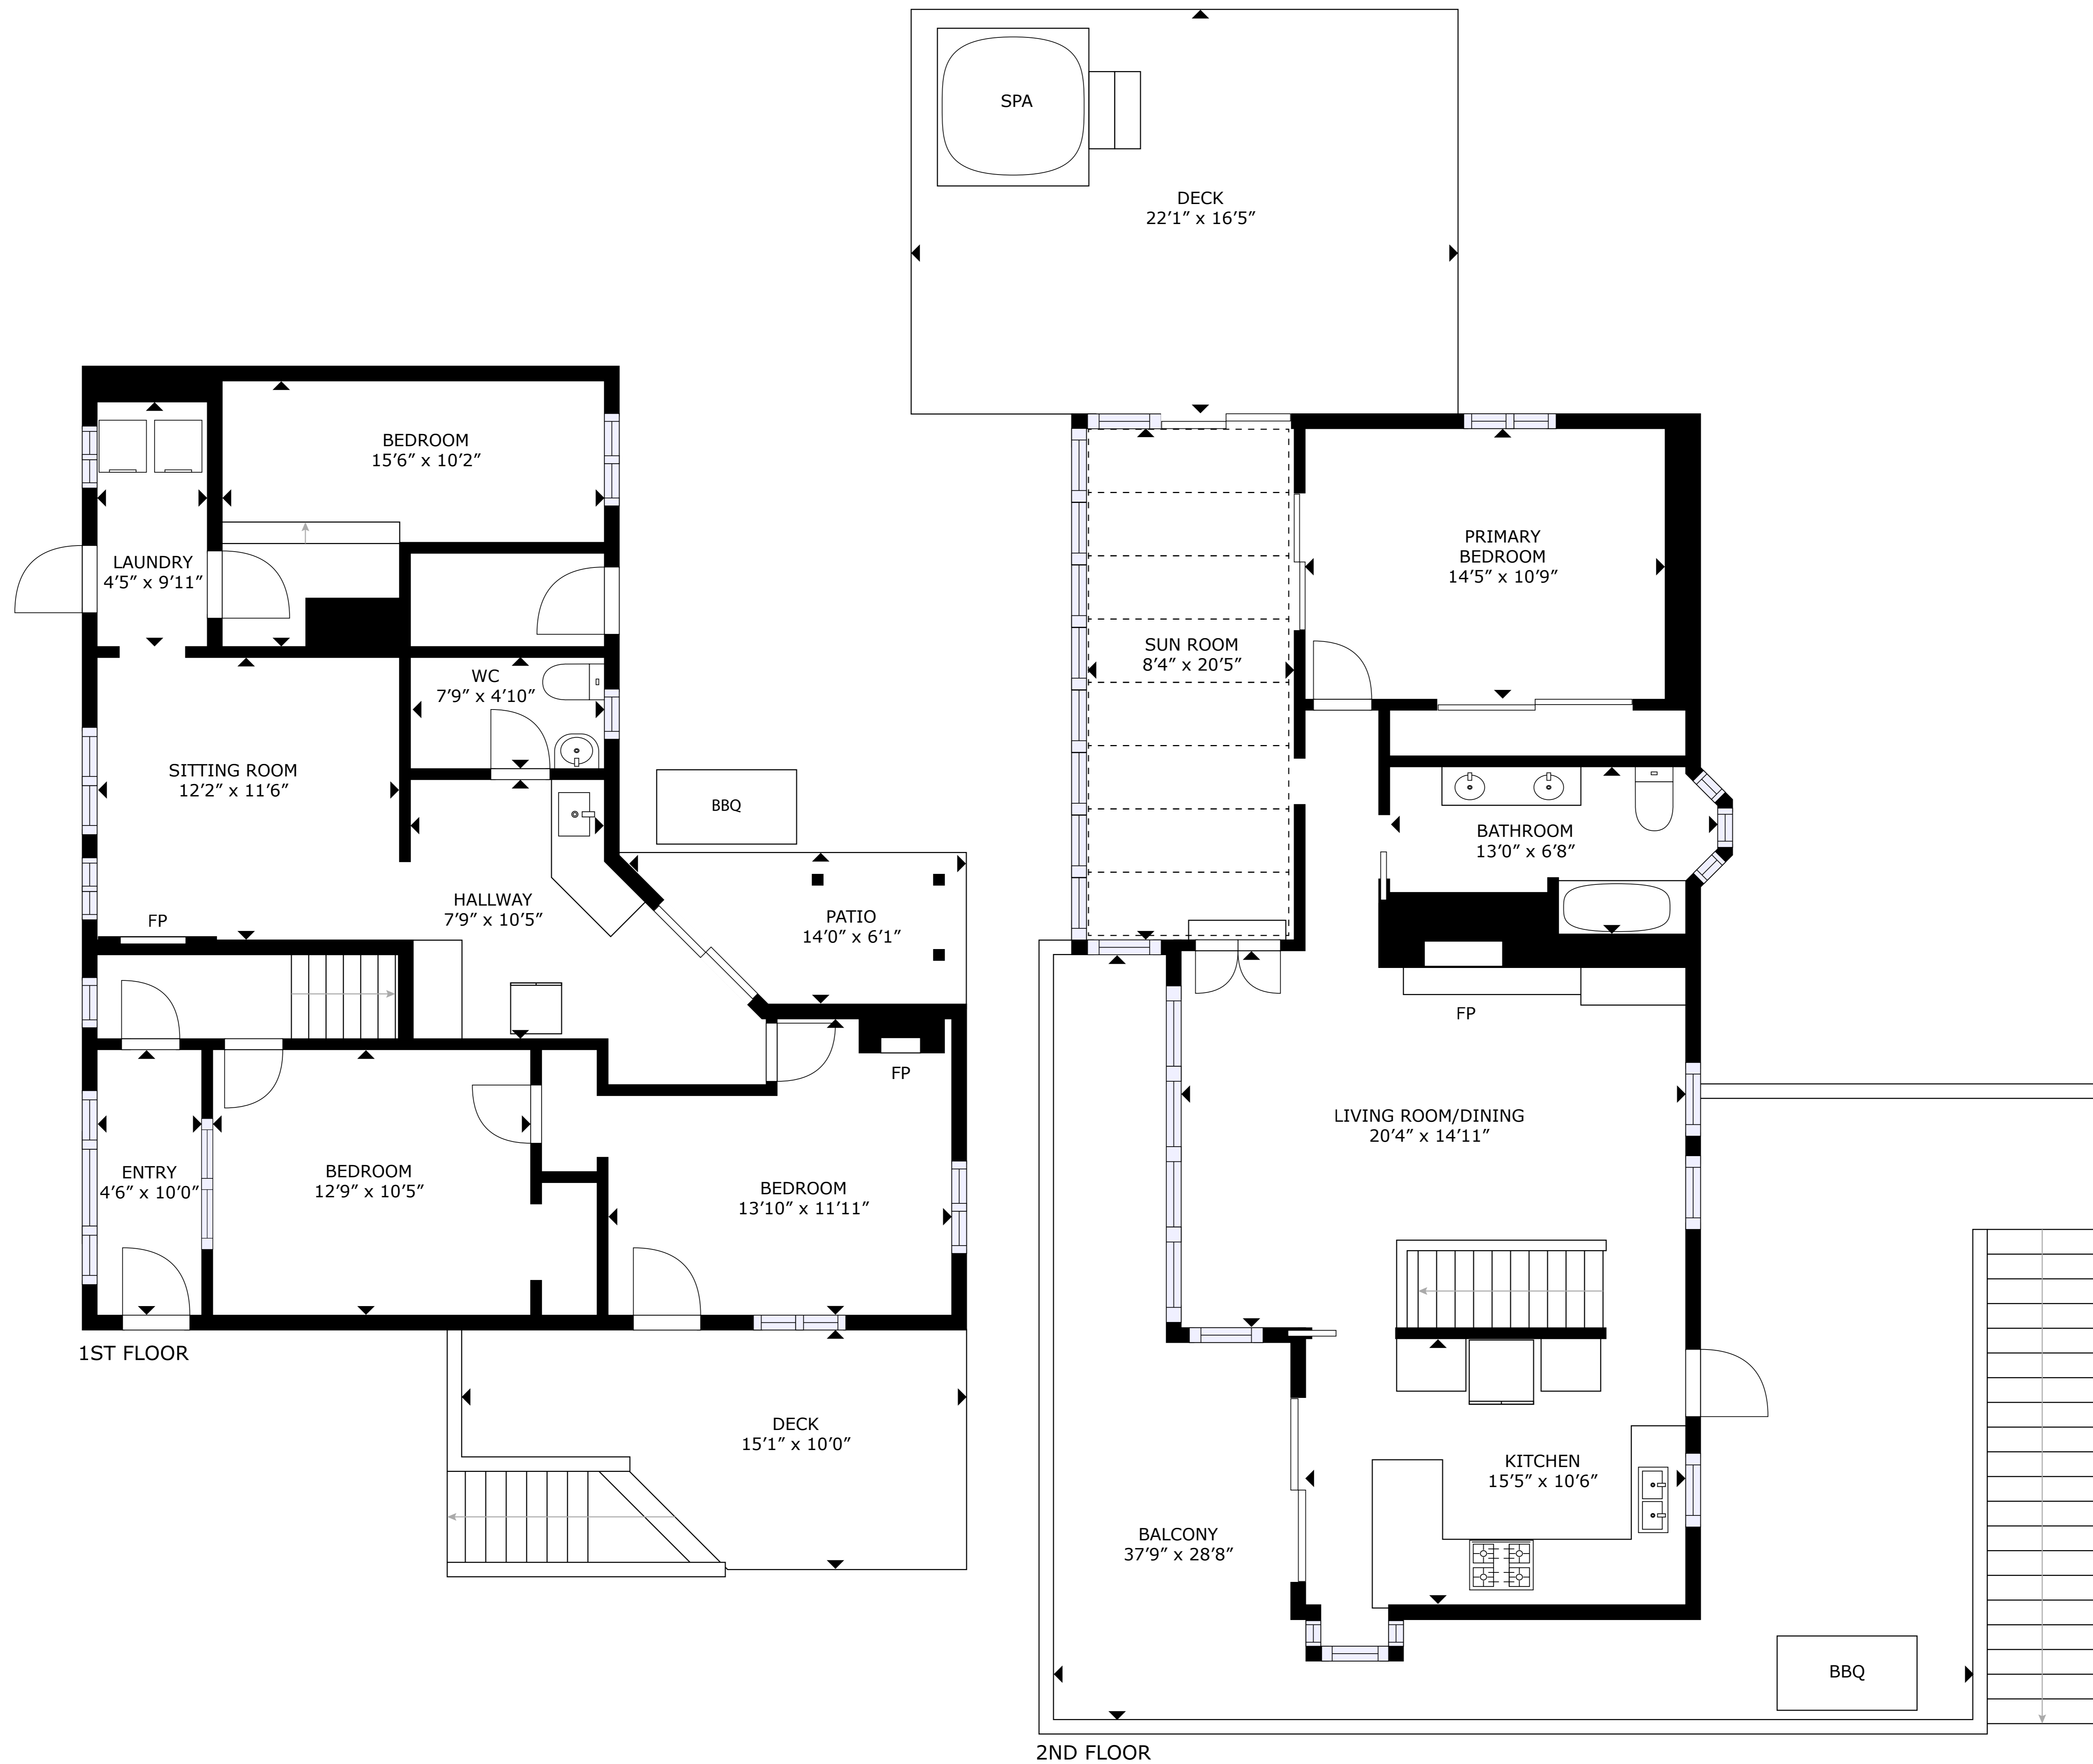 BEDROOM
15′6″ x 10′2″
LAUNDRY
4′5″ x 9′11″
WC
7′9″ x 4′10″
SITTING ROOM
12′2″ x 11′6″
BBQ
HALLWAY
7′9″ x 10′5″
FP
PATIO
14′0″ x 6′1″
FP
ENTRY
4′6″ x 10′0″
BEDROOM
12′9″ x 10′5″
BEDROOM
13′10″ x 11′11″
1ST FLOOR
DECK
15′1″ x 10′0″
SPA
DECK
22′1″ x 16′5″
PRIMARY
BEDROOM
14′5″ x 10′9″
SUN ROOM
8′4″ x 20′5″
BATHROOM
13′0″ x 6′8″
FP
LIVING ROOM/DINING
20′4″ x 14′11″
KITCHEN
15′5″ x 10′6″
BALCONY
37′9″ x 28′8″
BBQ
2ND FLOOR